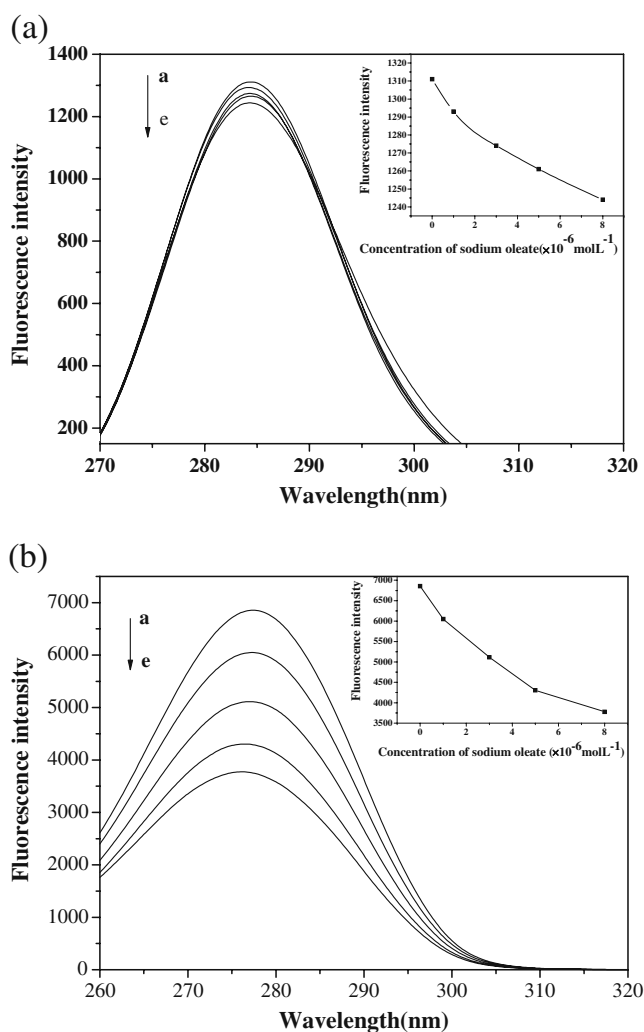 (a)
1400
1200
1000
800
600
400
200
270 280 290 300 310 320
Wavelength(nm)
Fluorescence intensity
a
e
1320
1310
1300
1290
1280
1270
1260
1250
1240
0 2 4 6 8
Fluorescence intensity
Concentration of sodium oleate(×10⁻⁶molL⁻¹)
(b)
7000
6000
5000
4000
3000
2000
1000
0
260 270 280 290 300 310 320
Wavelength(nm)
Fluorescence intensity
a
e
7000
6500
6000
5500
5000
4500
4000
3500
0 2 4 6 8
Fluorescence intensity
Concentration of sodium oleate (×10⁻⁶molL⁻¹)